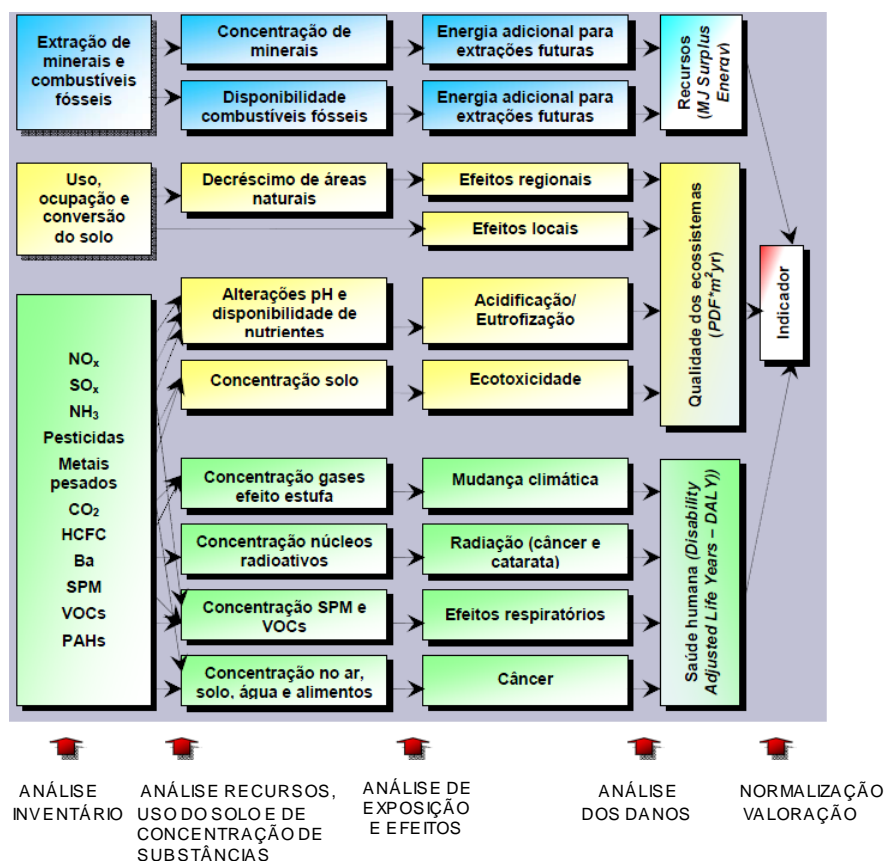 Extração de
minerais e
combustíveis
fósseis
Concentração de
minerais
Energia adicional para
extrações futuras
Disponibilidade
combustíveis fósseis
Energia adicional para
extrações futuras
Recursos
(MJ Surplus
Energy)
Uso,
ocupação e
conversão
do solo
Decréscimo de áreas
naturais
Efeitos regionais
Efeitos locais
Alterações pH e
disponibilidade de
nutrientes
Acidificação/
Eutrofização
Concentração solo
Ecotoxicidade
Qualidade dos ecossistemas
(PDF*m²yr)
Indicador
NOx
SOx
NH3
Pesticidas
Metais
pesados
CO2
HCFC
Ba
SPM
VOCs
PAHs
Concentração gases
efeito estufa
Mudança climática
Concentração núcleos
radioativos
Radiação (câncer e
catarata)
Concentração SPM e
VOCs
Efeitos respiratórios
Concentração no ar,
solo, água e alimentos
Câncer
Saúde humana (Disability
Adjusted Life Years – DALY))
ANÁLISE
INVENTÁRIO
ANÁLISE RECURSOS,
USO DO SOLO E DE
CONCENTRAÇÃO DE
SUBSTÂNCIAS
ANÁLISE DE
EXPOSIÇÃO
E EFEITOS
ANÁLISE
DOS DANOS
NORMALIZAÇÃO
VALORAÇÃO